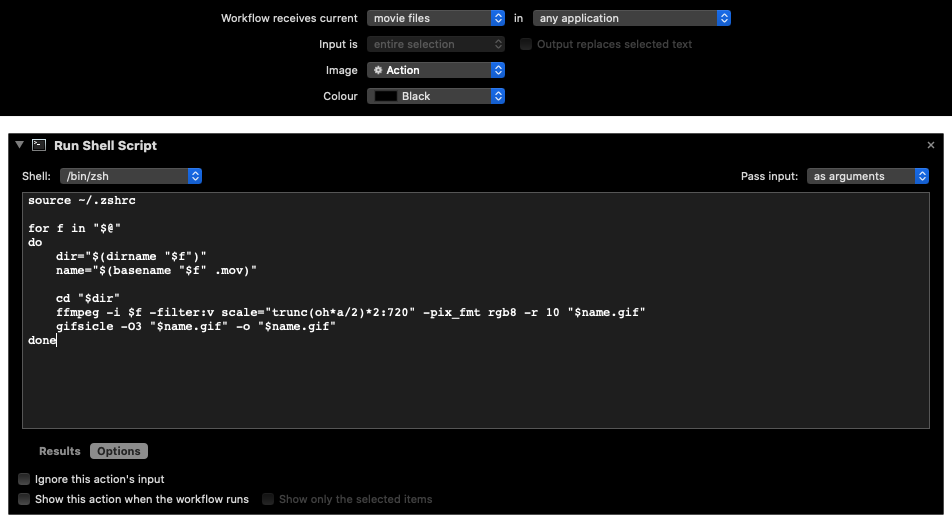 Workflow receives current movie files in any application
Input is entire selection Output replaces selected text
Image Action
Colour Black
Run Shell Script
Shell: /bin/zsh Pass input: as arguments
source ~/.zshrc
for f in "$@"
do
    dir="$(dirname "$f")"
    name="$(basename "$f" .mov)"
    cd "$dir"
    ffmpeg -i $f -filter:v scale="trunc(oh*a/2)*2:720" -pix_fmt rgb8 -r 10 "$name.gif"
    gifsicle -O3 "$name.gif" -o "$name.gif"
done
Results Options
Ignore this action's input
Show this action when the workflow runs Show only the selected items